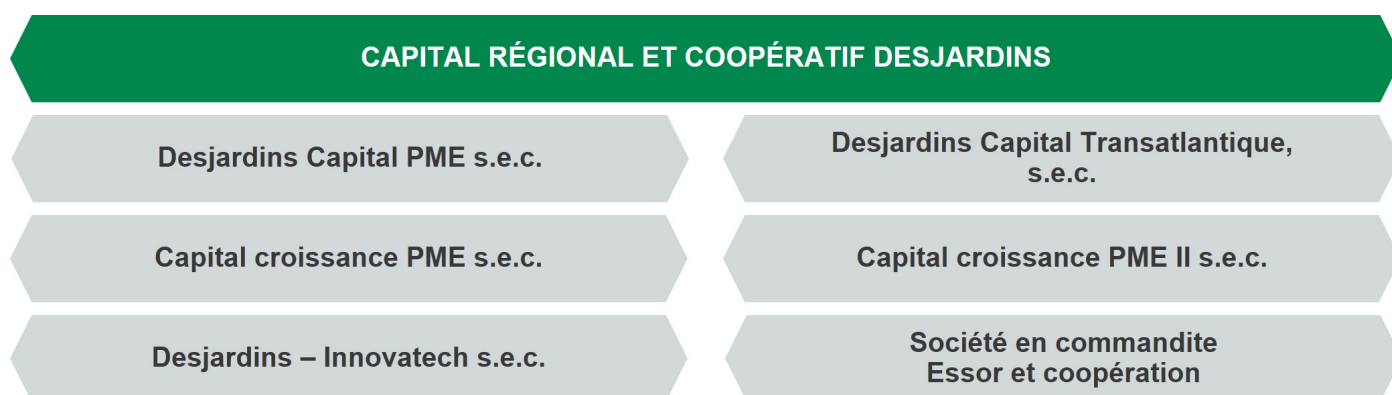 CAPITAL RÉGIONAL ET COOPÉRATIF DESJARDINS
Desjardins Capital PME s.e.c.
Desjardins Capital Transatlantique,
s.e.c.
Capital croissance PME s.e.c.
Capital croissance PME II s.e.c.
Desjardins – Innovatech s.e.c.
Société en commandite
Essor et coopération